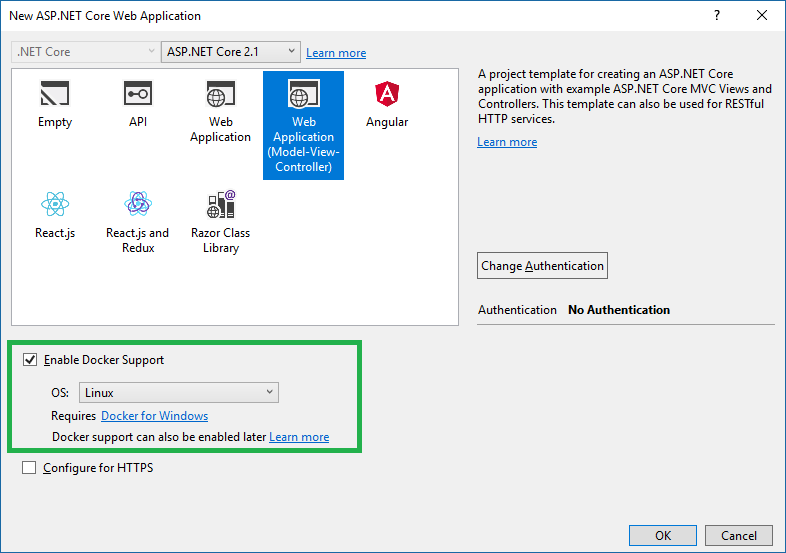 New ASP.NET Core Web Application
?
.NET Core
ASP.NET Core 2.1
Learn more
Empty
API
Web
Application
Web
Application
(Model-View-
Controller)
Angular
React.js
React.js and
Redux
Razor Class
Library
A project template for creating an ASP.NET Core
application with example ASP.NET Core MVC Views and
Controllers. This template can also be used for RESTful
HTTP services.
Learn more
Change Authentication
Authentication No Authentication
Enable Docker Support
OS: Linux
Requires Docker for Windows
Docker support can also be enabled later Learn more
Configure for HTTPS
OK
Cancel